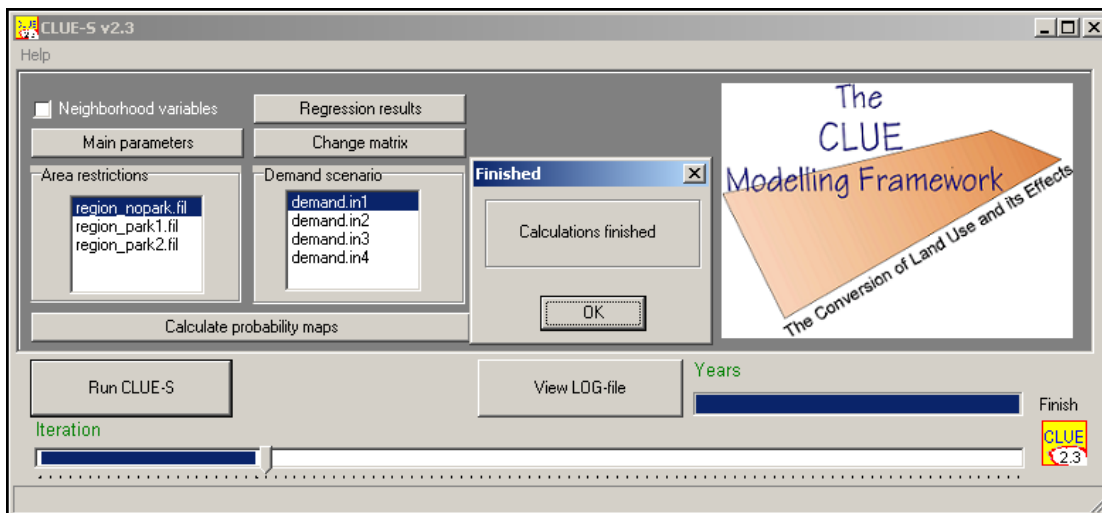 CLUE-S v2.3
Help
Neighborhood variables
Regression results
Main parameters
Change matrix
Area restrictions
region_nopark.fil
region_park1.fil
region_park2.fil
Demand scenario
demand.in1
demand.in2
demand.in3
demand.in4
Calculate probability maps
Finished
Calculations finished
OK
The
CLUE
Modelling Framework
The Conversion of Land Use and its Effects
Run CLUE-S
View LOG-file
Years
Finish
Iteration
CLUE
2.3